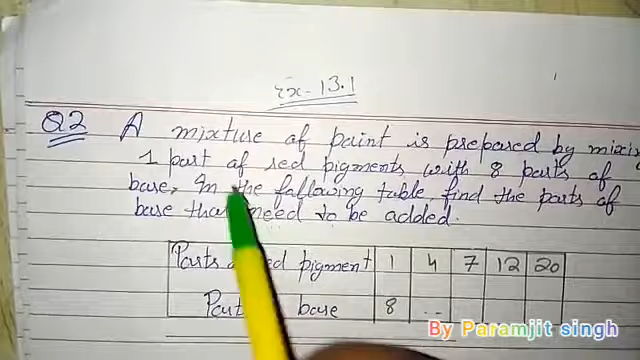 Ex- 13.1
Q2 A mixture of paint is prepared by mixing
1 part of red pigments with 8 parts of
base, In the following table, find the parts of
base that need to be added.
Parts red pigment 1 4 7 12 20
Part base 8 ..
By Paramjit singh